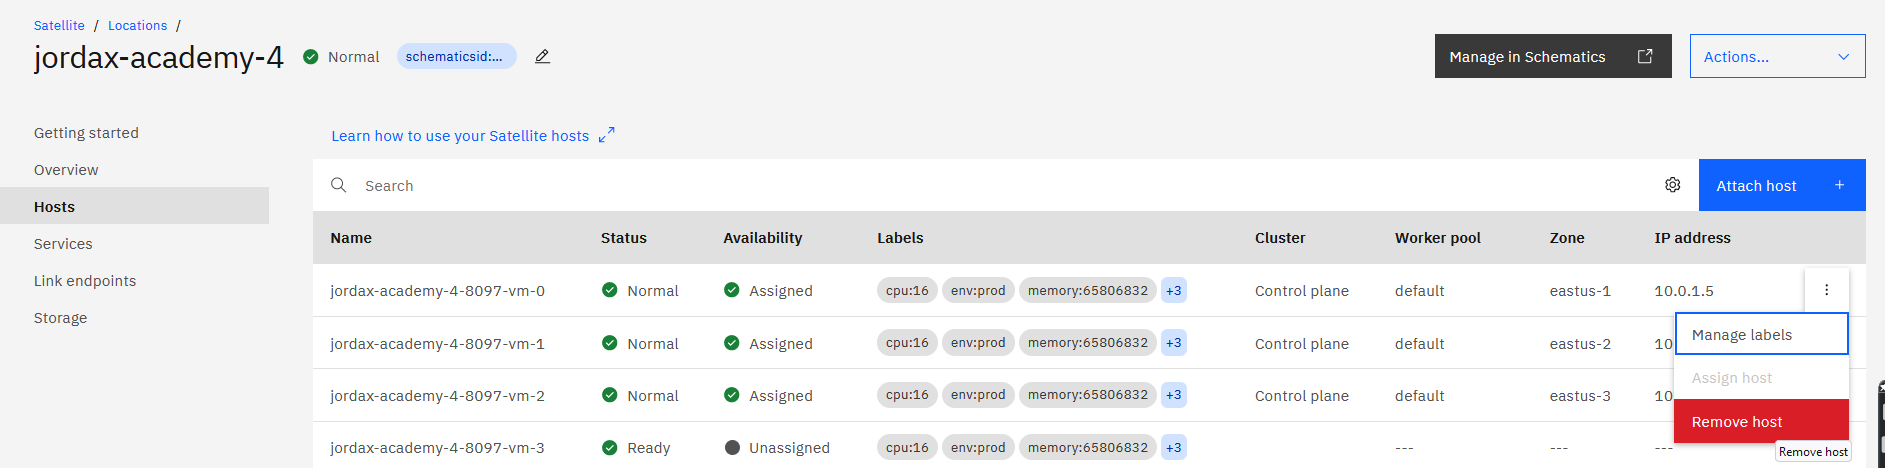 Satellite / Locations /
jordax-academy-4 Normal schematicsid:...
Manage in Schematics Actions...
Getting started
Overview
Hosts
Services
Link endpoints
Storage
Learn how to use your Satellite hosts
Search Attach host +
Name Status Availability Labels Cluster Worker pool Zone IP address
jordax-academy-4-8097-vm-0 Normal Assigned cpu:16 env:prod memory:65806832 +3 Control plane default eastus-1 10.0.1.5
jordax-academy-4-8097-vm-1 Normal Assigned cpu:16 env:prod memory:65806832 +3 Control plane default eastus-2 10
jordax-academy-4-8097-vm-2 Normal Assigned cpu:16 env:prod memory:65806832 +3 Control plane default eastus-3 10
jordax-academy-4-8097-vm-3 Ready Unassigned cpu:16 env:prod memory:65806832 +3 --- --- ---
Manage labels
Assign host
Remove host
Remove host